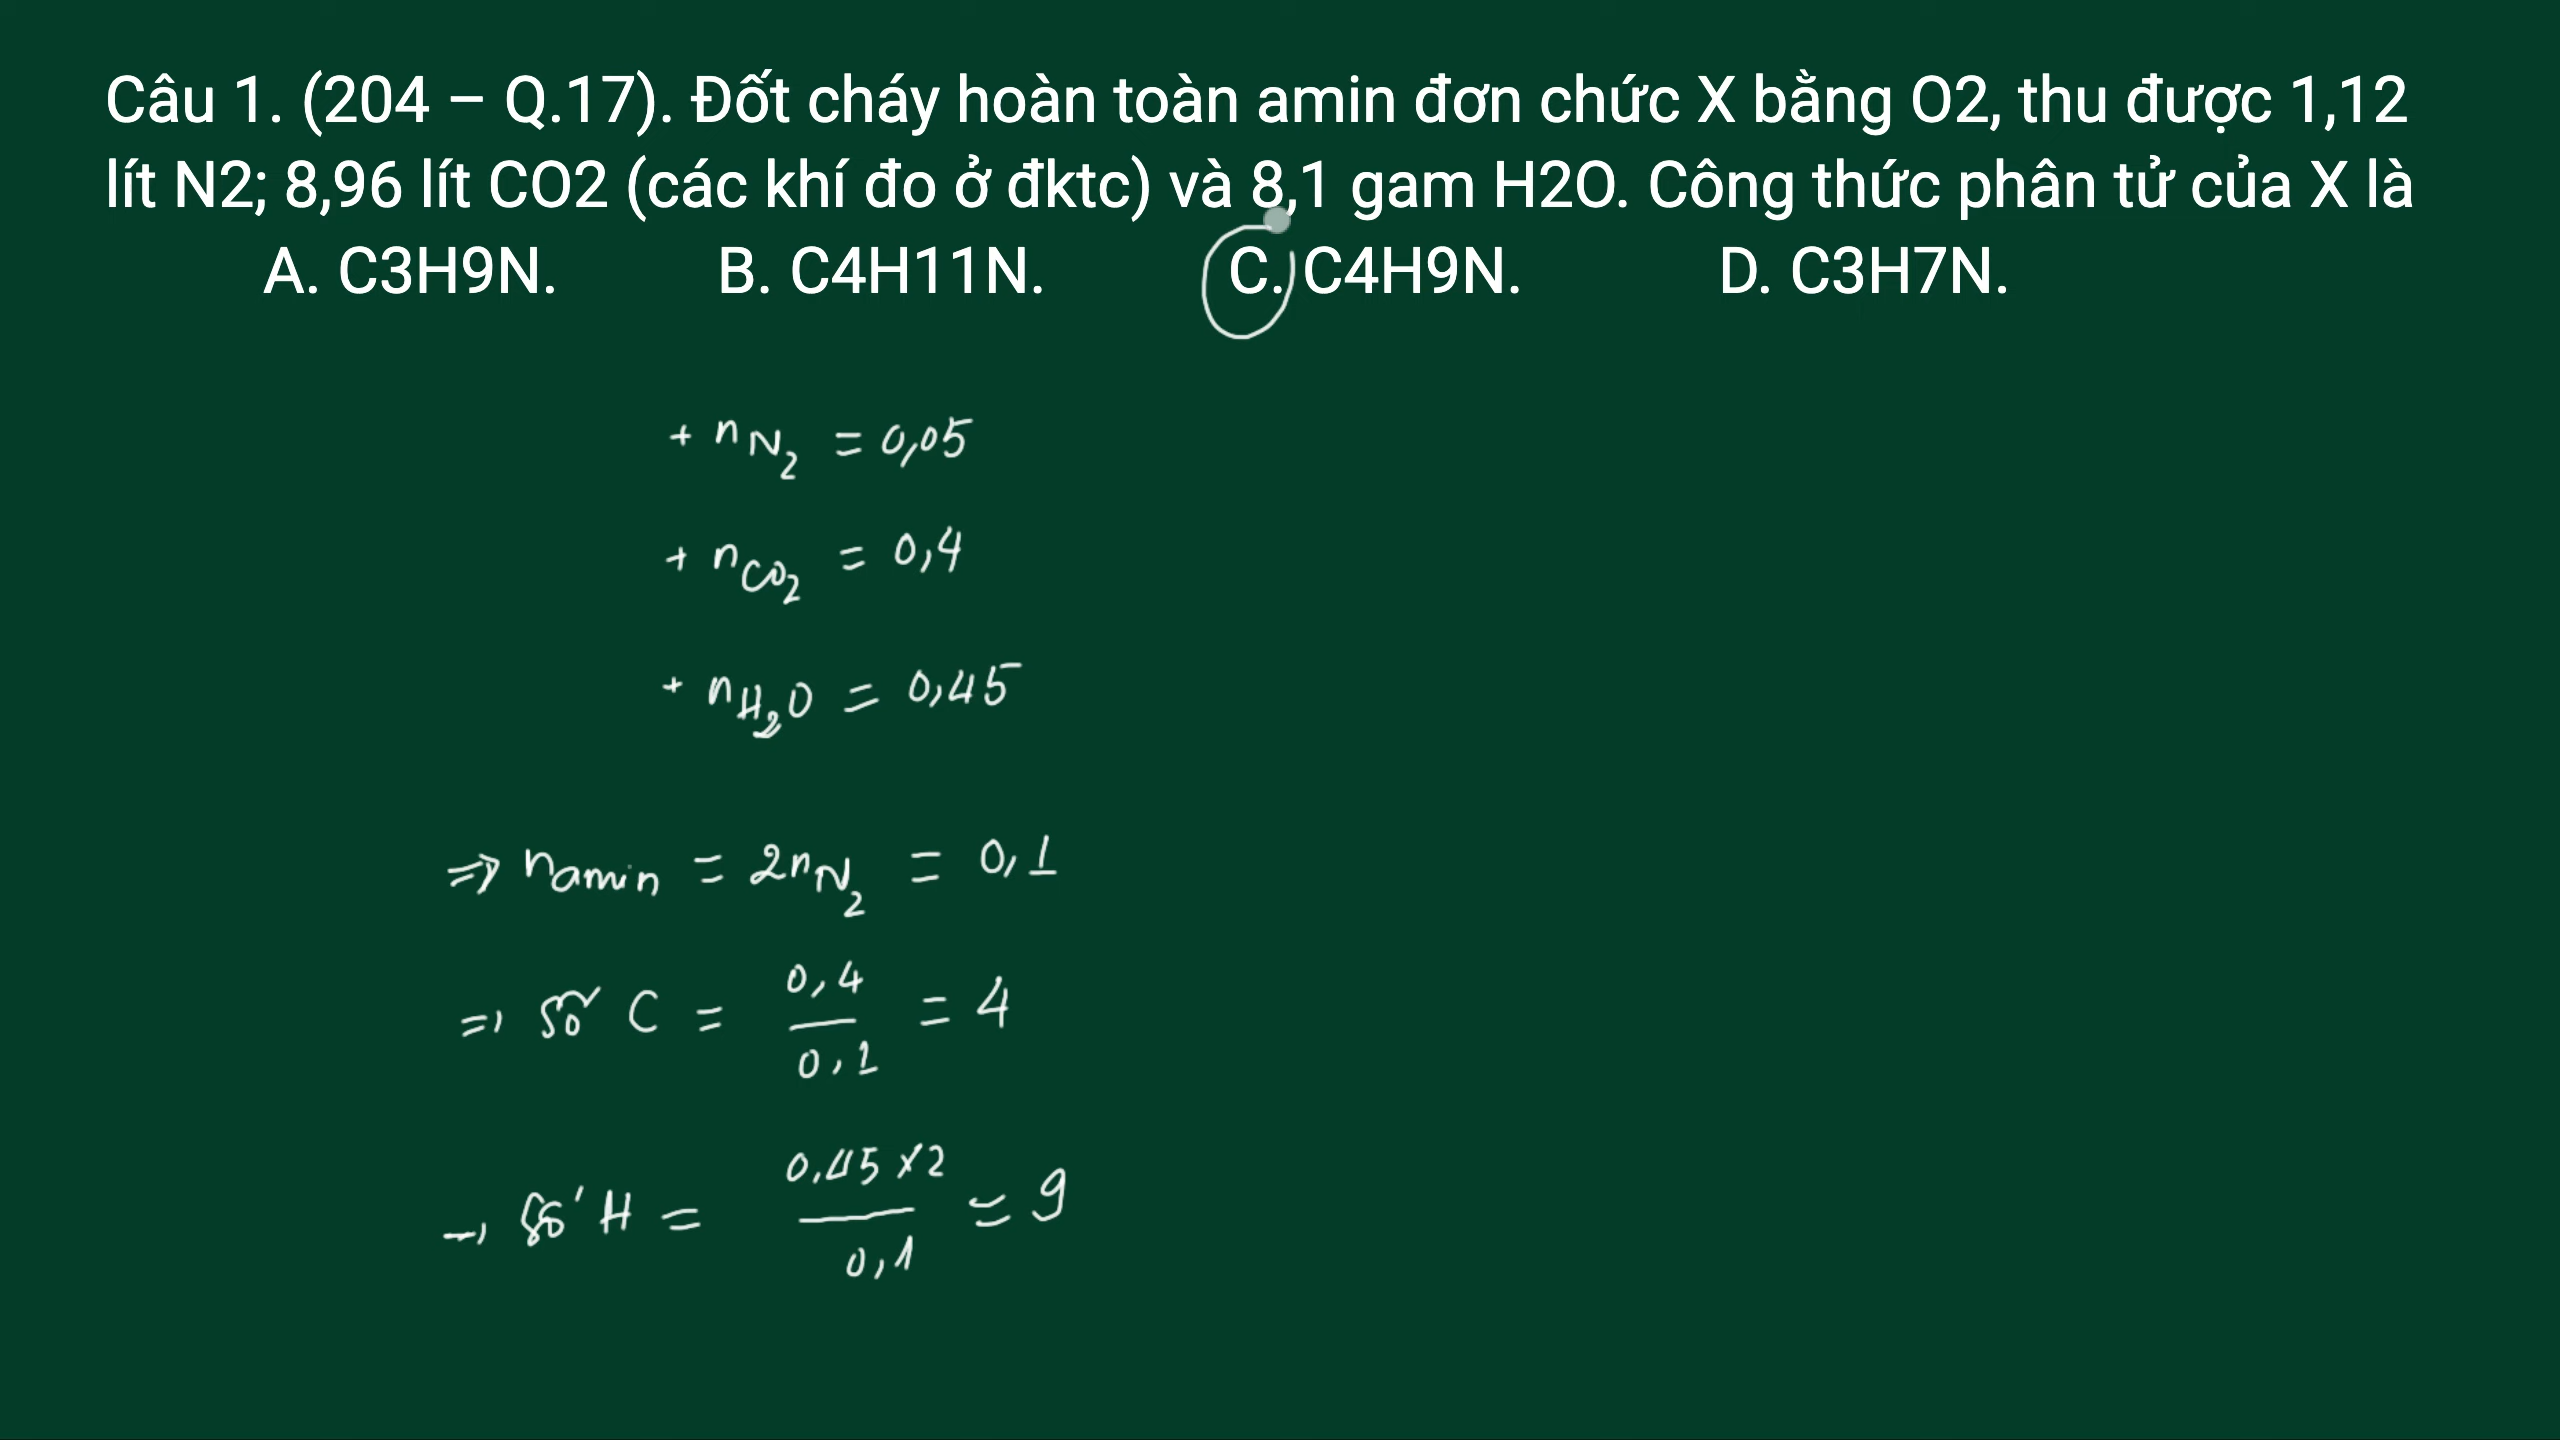 Câu 1. (204 – Q.17). Đốt cháy hoàn toàn amin đơn chức X bằng O2, thu được 1,12
lít N2; 8,96 lít CO2 (các khí đo ở đktc) và 8,1 gam H2O. Công thức phân tử của X là
A. C3H9N. B. C4H11N. C. C4H9N. D. C3H7N.
+ nN2 = 0,05
+ nCO2 = 0,4
+ nH2O = 0,45
=> namin = 2nN2 = 0,1
=> số C = 0,4 / 0,1 = 4
→ số H = 0,45 x 2 / 0,1 = 9